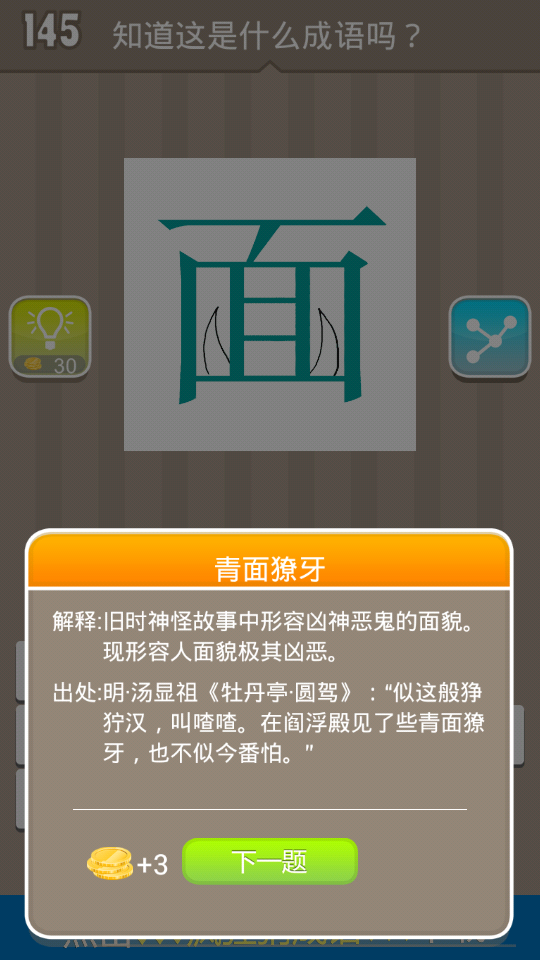 145
知道这是什么成语吗？
面
30
青面獠牙
解释:旧时神怪故事中形容凶神恶鬼的面貌。
现形容人面貌极其凶恶。
出处:明·汤显祖《牡丹亭·圆驾》：“似这般狰
狞汉，叫喳喳。在阎浮殿见了些青面獠
牙，也不似今番怕。”
+3
下一题